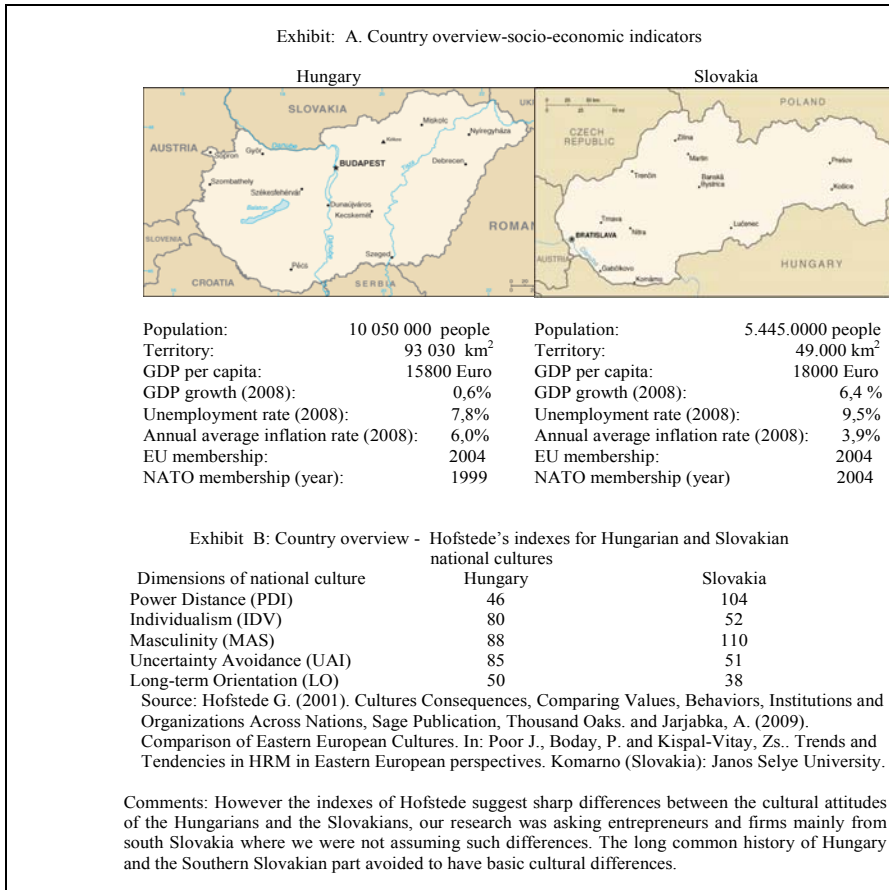 Exhibit: A. Country overview-socio-economic indicators
Hungary Slovakia
SLOVAKIA
AUSTRIA
Sopron
Győr
Danube
Miskolc
Nyíregyháza
BUDAPEST
Debrecen
Szombathely
Székesfehérvár
Balaton
Dunaújváros
Kecskemét
SLOVENIA
Szeged
Pécs
CROATIA
SERBIA
ROMAN
POLAND
CZECH
REPUBLIC
Žilina
Martin
Trenčín
Banská
Bystrica
Prešov
Košice
Trnava
Nitra
Lučenec
BRATISLAVA
AUSTRIA
Gabčíkovo
Komárno
HUNGARY
Population: 10 050 000 people Population: 5.445.0000 people
Territory: 93 030 km² Territory: 49.000 km²
GDP per capita: 15800 Euro GDP per capita: 18000 Euro
GDP growth (2008): 0,6% GDP growth (2008): 6,4 %
Unemployment rate (2008): 7,8% Unemployment rate (2008): 9,5%
Annual average inflation rate (2008): 6,0% Annual average inflation rate (2008): 3,9%
EU membership: 2004 EU membership: 2004
NATO membership (year): 1999 NATO membership (year) 2004
Exhibit B: Country overview - Hofstede's indexes for Hungarian and Slovakian
national cultures
Dimensions of national culture Hungary Slovakia
Power Distance (PDI) 46 104
Individualism (IDV) 80 52
Masculinity (MAS) 88 110
Uncertainty Avoidance (UAI) 85 51
Long-term Orientation (LO) 50 38
Source: Hofstede G. (2001). Cultures Consequences, Comparing Values, Behaviors, Institutions and
Organizations Across Nations, Sage Publication, Thousand Oaks. and Jarjabka, A. (2009).
Comparison of Eastern European Cultures. In: Poor J., Boday, P. and Kispal-Vitay, Zs.. Trends and
Tendencies in HRM in Eastern European perspectives. Komarno (Slovakia): Janos Selye University.
Comments: However the indexes of Hofstede suggest sharp differences between the cultural attitudes
of the Hungarians and the Slovakians, our research was asking entrepreneurs and firms mainly from
south Slovakia where we were not assuming such differences. The long common history of Hungary
and the Southern Slovakian part avoided to have basic cultural differences.